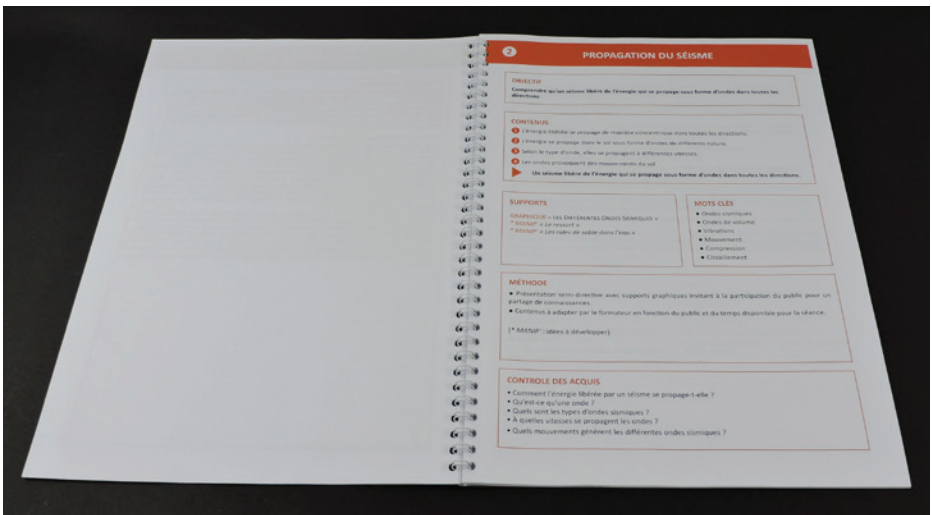 2
PROPAGATION DU SÉISME
OBJECTIF
Comprendre qu'un séisme libère de l'énergie qui se propage sous forme d'ondes dans toutes les
directions
CONTENUS
1 L'énergie libérée se propage de manière concentrique dans toutes les directions.
2 L'énergie se propage dans le sol sous forme d'ondes de différents nature.
3 Selon le type d'onde, elles se propagent à différentes vitesses.
4 Les ondes provoquent des mouvements du sol
Un séisme libère de l'énergie qui se propage sous forme d'ondes dans toutes les directions.
SUPPORTS
GRAPHIQUE « LES DIFFÉRENTES ONDES SISMIQUES »
* MANIP' « Le ressort »
* MANIP' « Les rides de sable dans l'eau »
MOTS CLÉS
• Ondes sismiques
• Ondes de volume
• Vibrations
• Mouvement
• Compression
• Cisaillement
MÉTHODE
• Présentation semi-directive avec supports graphiques invitant à la participation du public pour un
partage de connaissances.
• Contenus à adapter par le formateur en fonction du public et du temps disponible pour la séance.
(* MANIP' : idées à développer)
CONTROLE DES ACQUIS
• Comment l'énergie libérée par un séisme se propage-t-elle ?
• Qu'est-ce qu'une onde ?
• Quels sont les types d'ondes sismiques ?
• À quelles vitesses se propagent les ondes ?
• Quels mouvements génèrent les différentes ondes sismiques ?